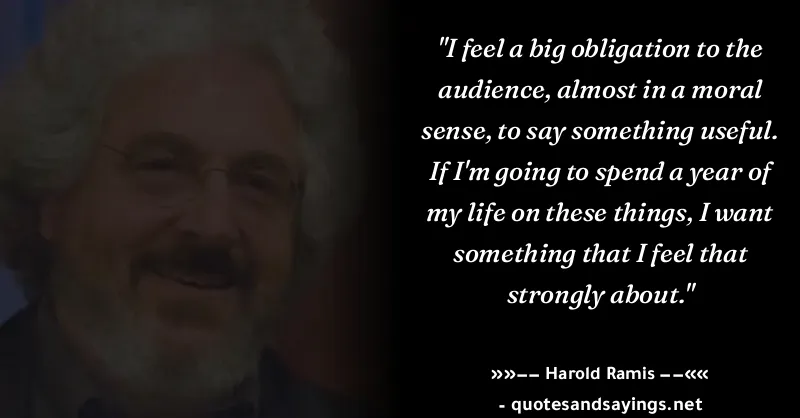 "I feel a big obligation to the
audience, almost in a moral
sense, to say something useful.
If I'm going to spend a year of
my life on these things, I want
something that I feel that
strongly about."
»»−− Harold Ramis −−««
- quotesandsayings.net